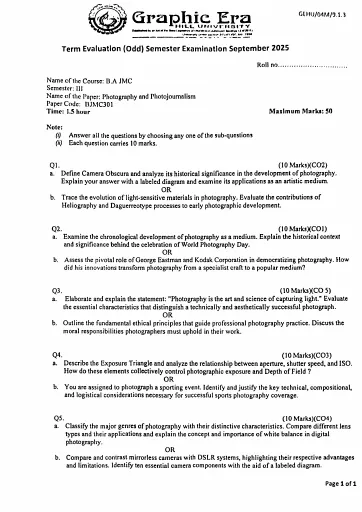 GEHU/04M/9.1.3
Graphic Era
HILL UNIVERSITY
Term Evaluation (Odd) Semester Examination September 2025
Roll no..............................
Name of the Course: B.A JMC
Semester: III
Name of the Paper: Photography and Photojournalism
Paper Code: BJMC301
Time: 1.5 hour Maximum Marks: 50
Note:
(i) Answer all the questions by choosing any one of the sub-questions
(ii) Each question carries 10 marks.
Q1. (10 Marks)(CO2)
a. Define Camera Obscura and analyze its historical significance in the development of photography.
Explain your answer with a labeled diagram and examine its applications as an artistic medium.
OR
b. Trace the evolution of light-sensitive materials in photography. Evaluate the contributions of
Heliography and Daguerreotype processes to early photographic development.
Q2. (10 Marks)(CO1)
a. Examine the chronological development of photography as a medium. Explain the historical context
and significance behind the celebration of World Photography Day.
OR
b. Assess the pivotal role of George Eastman and Kodak Corporation in democratizing photography. How
did his innovations transform photography from a specialist craft to a popular medium?
Q3. (10 Marks)(CO 5)
a. Elaborate and explain the statement: "Photography is the art and science of capturing light." Evaluate
the essential characteristics that distinguish a technically and aesthetically successful photograph.
OR
b. Outline the fundamental ethical principles that guide professional photography practice. Discuss the
moral responsibilities photographers must uphold in their work.
Q4. (10 Marks)(CO3)
a. Describe the Exposure Triangle and analyze the relationship between aperture, shutter speed, and ISO.
How do these elements collectively control photographic exposure and Depth of Field ?
OR
b. You are assigned to photograph a sporting event. Identify and justify the key technical, compositional,
and logistical considerations necessary for successful sports photography coverage.
Q5. (10 Marks)(CO4)
a. Classify the major genres of photography with their distinctive characteristics. Compare different lens
types and their applications and explain the concept and importance of white balance in digital
photography.
OR
b. Compare and contrast mirrorless cameras with DSLR systems, highlighting their respective advantages
and limitations. Identify ten essential camera components with the aid of a labeled diagram.
Page 1 of 1